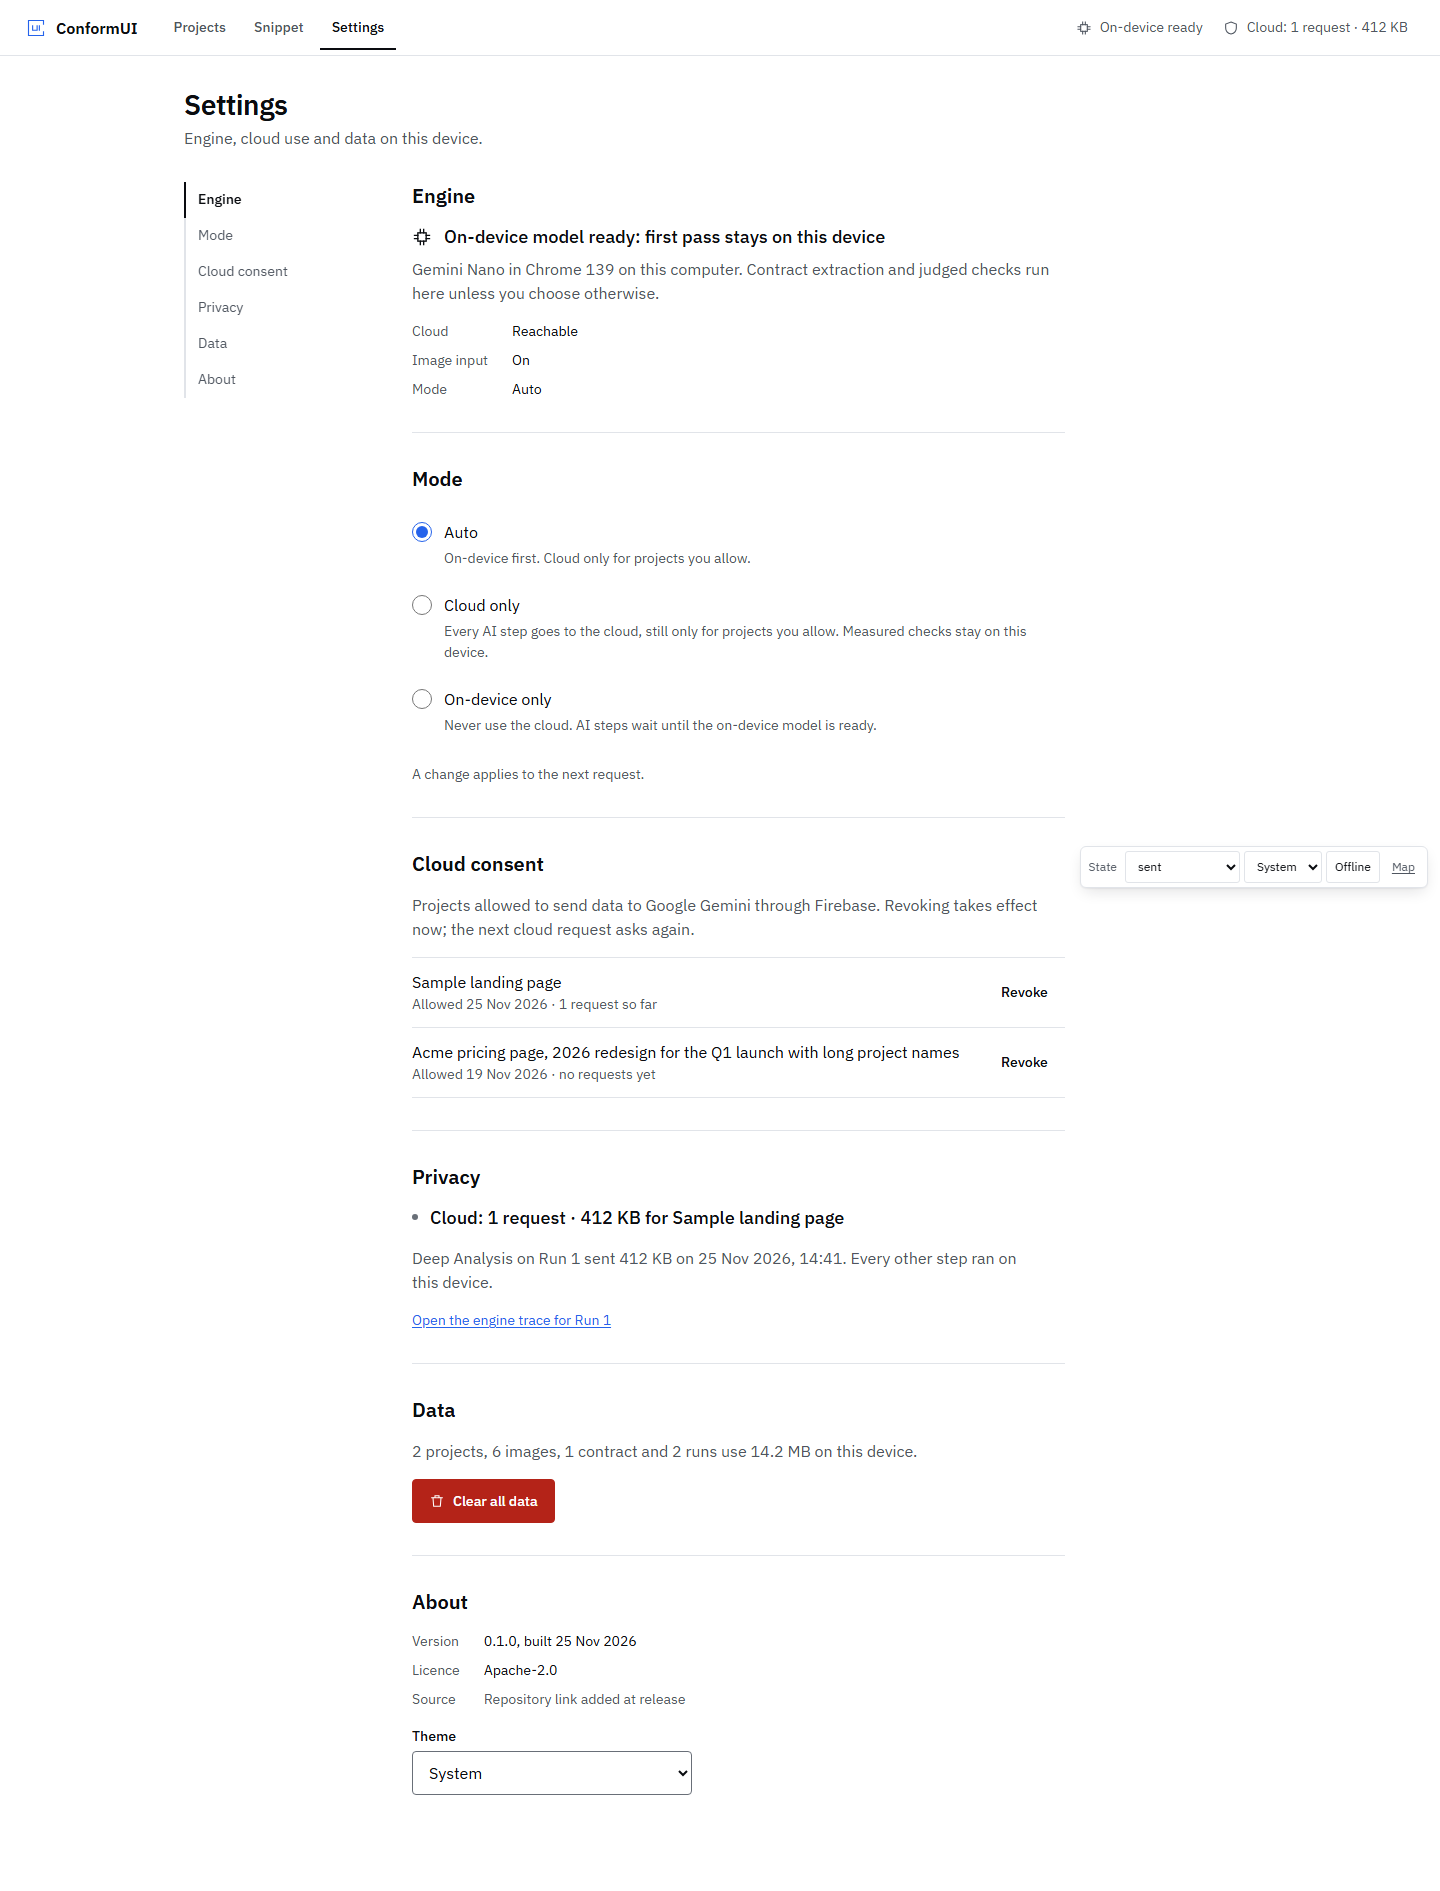 UI ConformUI Projects Snippet Settings On-device ready Cloud: 1 request · 412 KB
Settings
Engine, cloud use and data on this device.
Engine
Mode
Cloud consent
Privacy
Data
About
Engine
On-device model ready: first pass stays on this device
Gemini Nano in Chrome 139 on this computer. Contract extraction and judged checks run
here unless you choose otherwise.
Cloud Reachable
Image input On
Mode Auto
Mode
Auto
On-device first. Cloud only for projects you allow.
Cloud only
Every AI step goes to the cloud, still only for projects you allow. Measured checks stay on this
device.
On-device only
Never use the cloud. AI steps wait until the on-device model is ready.
A change applies to the next request.
Cloud consent
State sent System Offline Map
Projects allowed to send data to Google Gemini through Firebase. Revoking takes effect
now; the next cloud request asks again.
Sample landing page
Allowed 25 Nov 2026 · 1 request so far
Revoke
Acme pricing page, 2026 redesign for the Q1 launch with long project names
Allowed 19 Nov 2026 · no requests yet
Revoke
Privacy
Cloud: 1 request · 412 KB for Sample landing page
Deep Analysis on Run 1 sent 412 KB on 25 Nov 2026, 14:41. Every other step ran on
this device.
Open the engine trace for Run 1
Data
2 projects, 6 images, 1 contract and 2 runs use 14.2 MB on this device.
Clear all data
About
Version 0.1.0, built 25 Nov 2026
Licence Apache-2.0
Source Repository link added at release
Theme
System